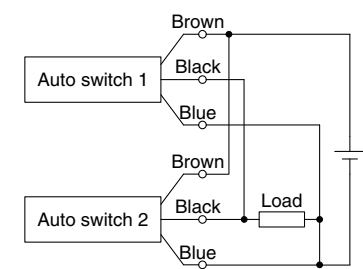 Brown
Auto switch 1
Black
Blue
Brown
Auto switch 2
Black
Load
Blue